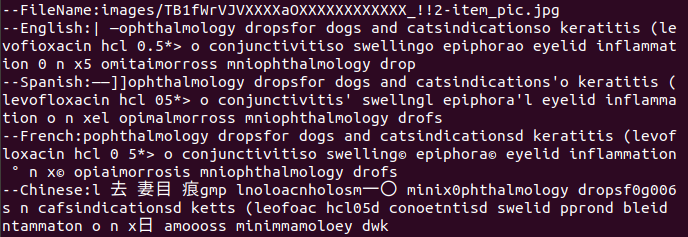 --FileName:images/TB1fWrVJVXXXXaOXXXXXXXXXXXX_!!2-item_pic.jpg
--English:| —ophthalmology dropsfor dogs and catsindicationso keratitis (le
vofioxacin hcl 0.5*> o conjunctivitiso swellingo epiphorao eyelid inflammat
ion 0 n x5 omitaimorross mniophthalmology drop
--Spanish:——]]ophthalmology dropsfor dogs and catsindications'o keratitis (
levofloxacin hcl 05*> o conjunctivitis' swellngl epiphora'l eyelid inflamma
tion o n xel opimalmorross mniophthalmology drofs
--French:pophthalmology dropsfor dogs and catsindicationsd keratitis (levof
loxacin hcl 0 5*> o conjunctivitiso swelling© epiphora© eyelid inflammation
° n x© opiaimorrosis mniophthalmology drofs
--Chinese:l 去 妻目 痕gmp lnoloacnholosm一〇 minix0phthalmology dropsf0g006
s n cafsindicationsd ketts (leofoac hcl05d conoetntisd swelid pprond bleid
ntammaton o n x日 amoooss minimmamoloey dwk